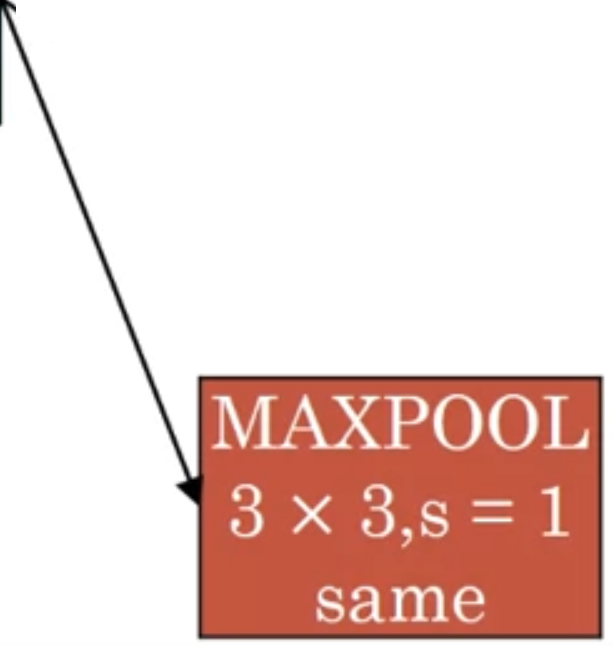 MAXPOOL
3 × 3,s = 1
same